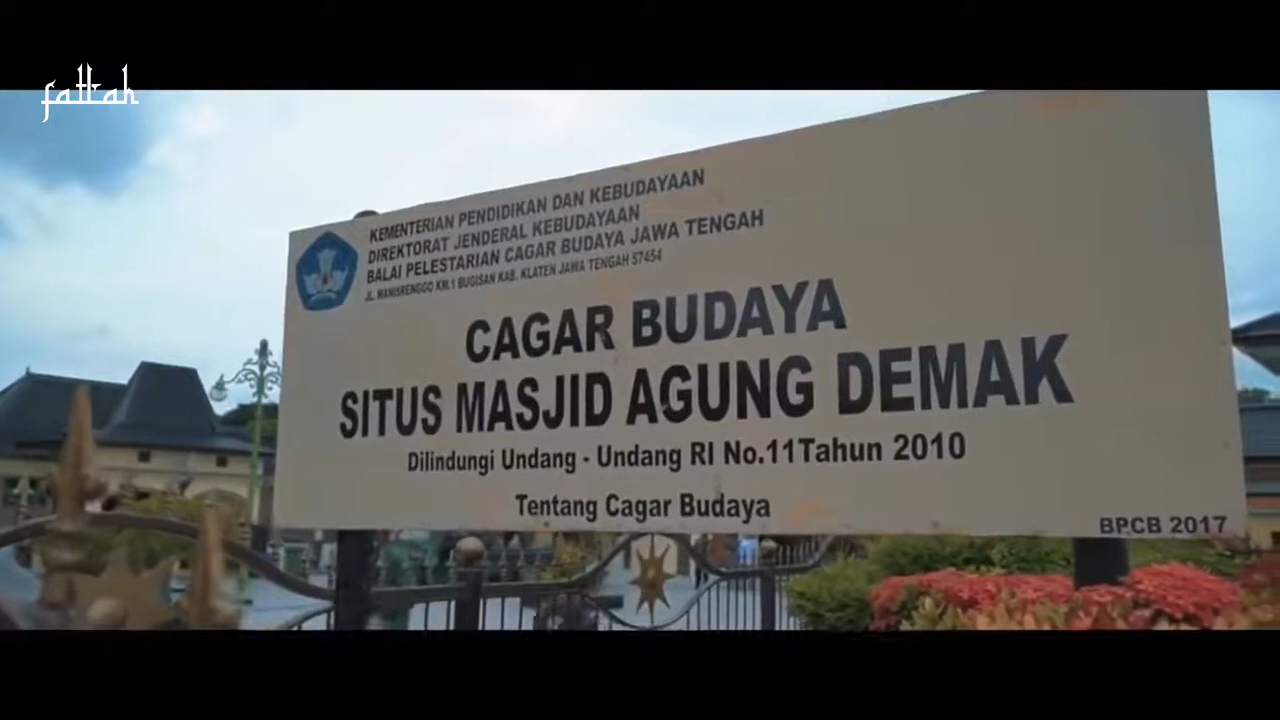 fattah
KEMENTERIAN PENDIDIKAN DAN KEBUDAYAAN
DIREKTORAT JENDERAL KEBUDAYAAN
BALAI PELESTARIAN CAGAR BUDAYA JAWA TENGAH
JL. MANISRENGGO KM.1 BUGISAN KAB. KLATEN JAWA TENGAH 57454
CAGAR BUDAYA
SITUS MASJID AGUNG DEMAK
Dilindungi Undang - Undang RI No.11Tahun 2010
Tentang Cagar Budaya
BPCB 2017